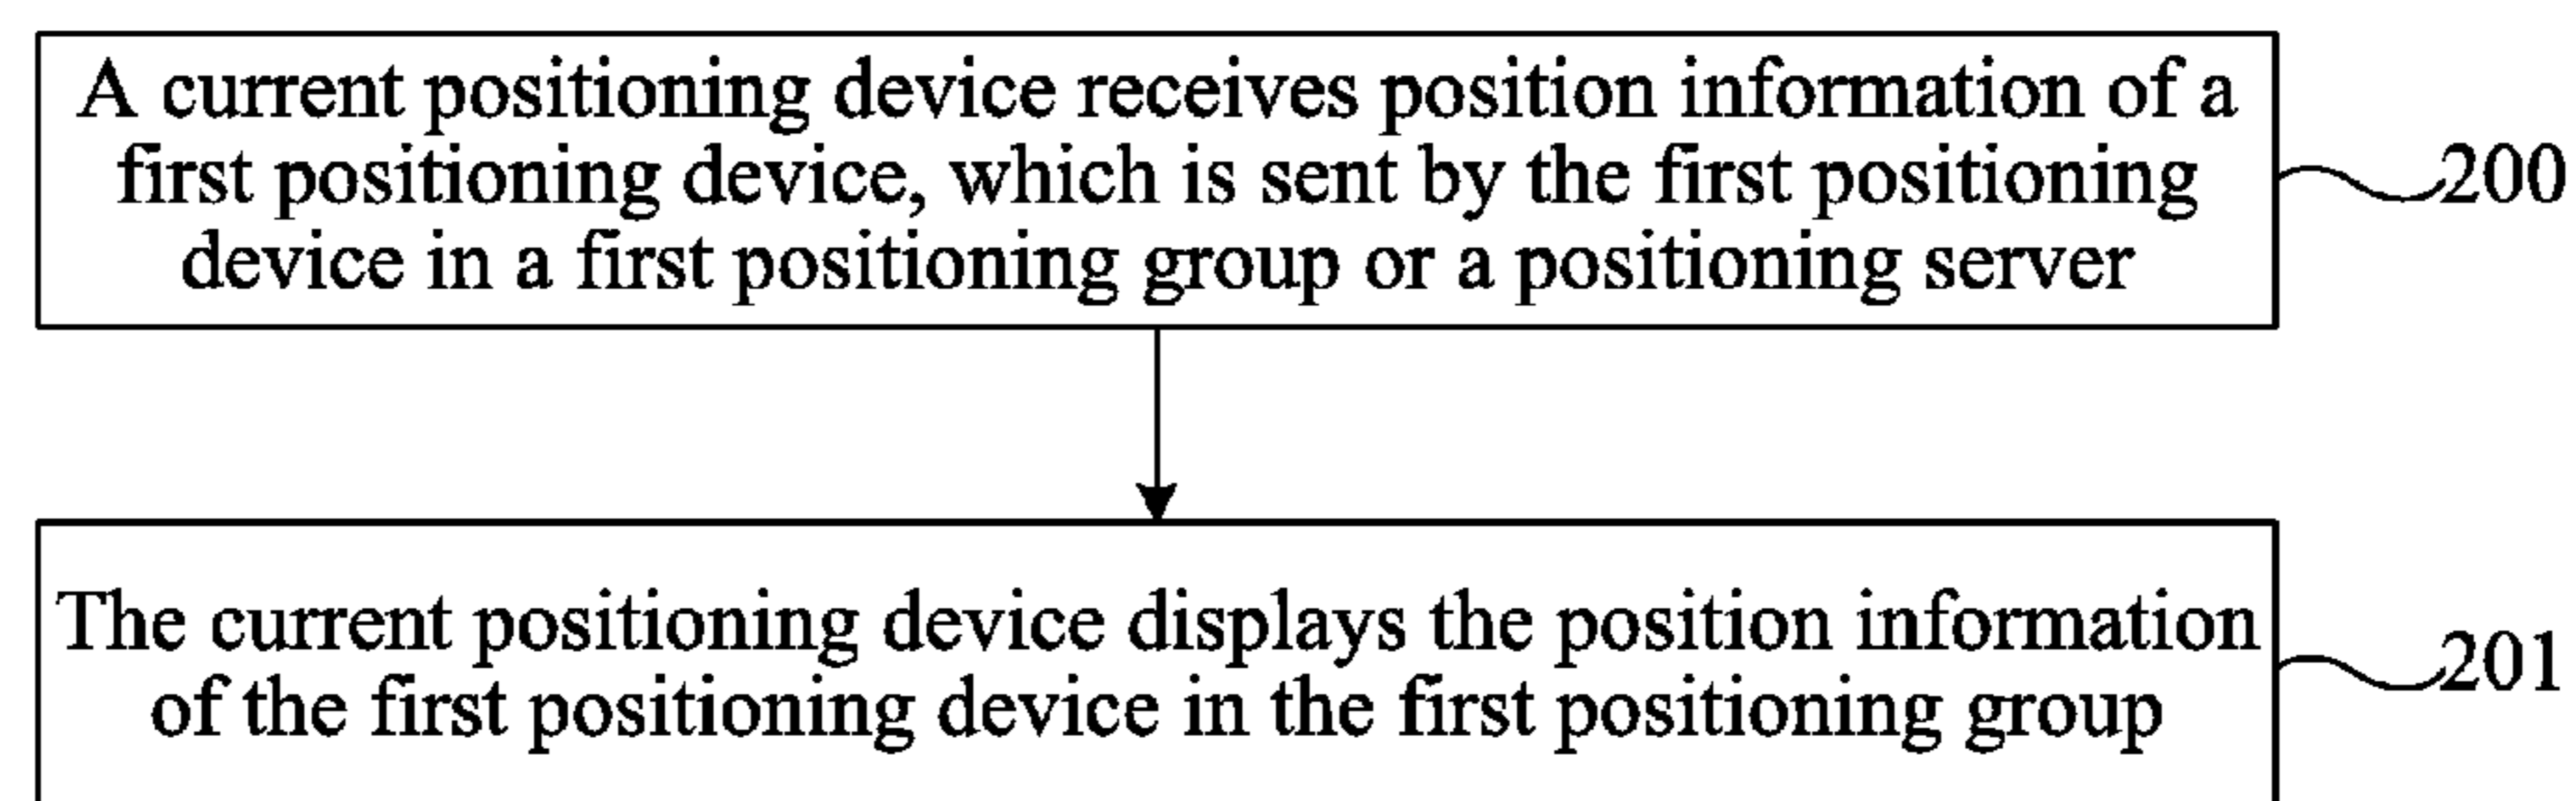 A current positioning device receives position information of a
first positioning device, which is sent by the first positioning
device in a first positioning group or a positioning server
200
The current positioning device displays the position information
of the first positioning device in the first positioning group
201